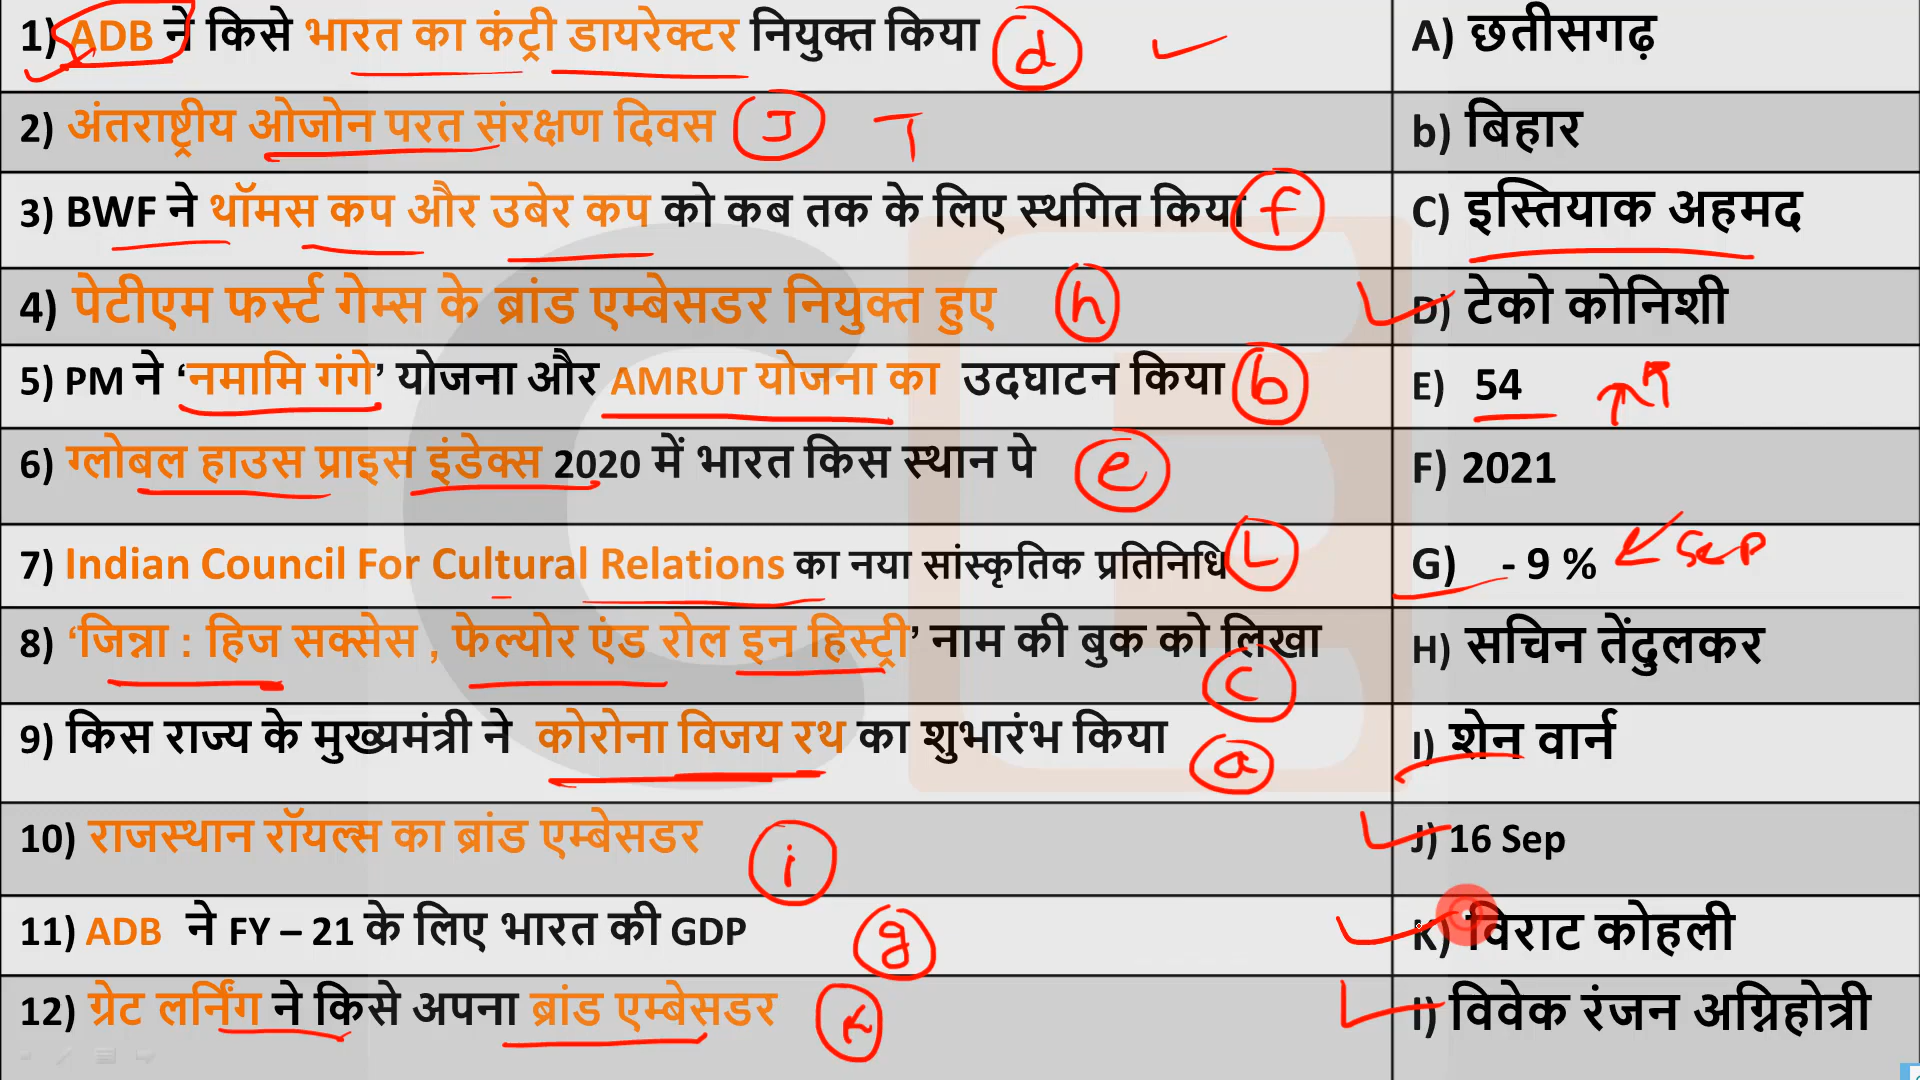 1) ADB ने किसे भारत का कंट्री डायरेक्टर नियुक्त किया d A) छतीसगढ़
2) अंतराष्ट्रीय ओजोन परत संरक्षण दिवस J T b) बिहार
3) BWF ने थॉमस कप और उबेर कप को कब तक के लिए स्थगित किया f C) इस्तियाक अहमद
4) पेटीएम फर्स्ट गेम्स के ब्रांड एम्बेसडर नियुक्त हुए h D) टेको कोनिशी
5) PM ने ‘नमामि गंगे’ योजना और AMRUT योजना का उदघाटन किया b E) 54
6) ग्लोबल हाउस प्राइस इंडेक्स 2020 में भारत किस स्थान पे e F) 2021
7) Indian Council For Cultural Relations का नया सांस्कृतिक प्रतिनिधि L G) - 9 % Sep
8) ‘जिन्ना : हिज सक्सेस , फेल्योर एंड रोल इन हिस्ट्री’ नाम की बुक को लिखा c H) सचिन तेंदुलकर
9) किस राज्य के मुख्यमंत्री ने कोरोना विजय रथ का शुभारंभ किया a I) शेन वार्न
10) राजस्थान रॉयल्स का ब्रांड एम्बेसडर i J) 16 Sep
11) ADB ने FY – 21 के लिए भारत की GDP g K) विराट कोहली
12) ग्रेट लर्निंग ने किसे अपना ब्रांड एम्बेसडर K l) विवेक रंजन अग्निहोत्री